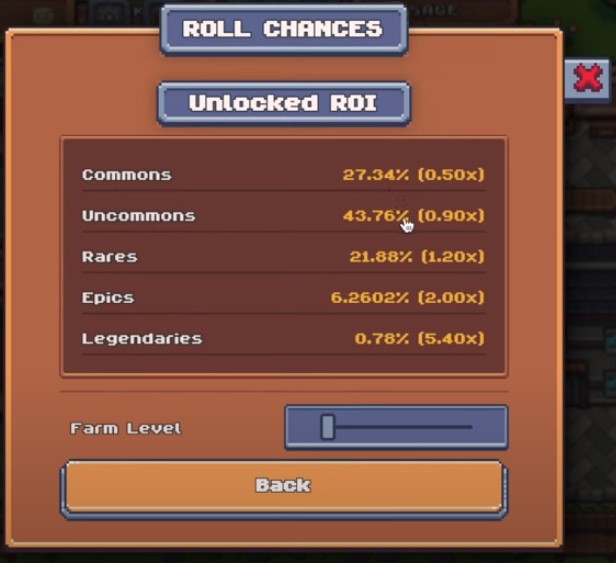 ROLL CHANCES
Unlocked ROI
Commons 27.34% (0.50x)
Uncommons 43.76% (0.90x)
Rares 21.88% (1.20x)
Epics 6.2602% (2.00x)
Legendaries 0.78% (5.40x)
Farm Level
Back